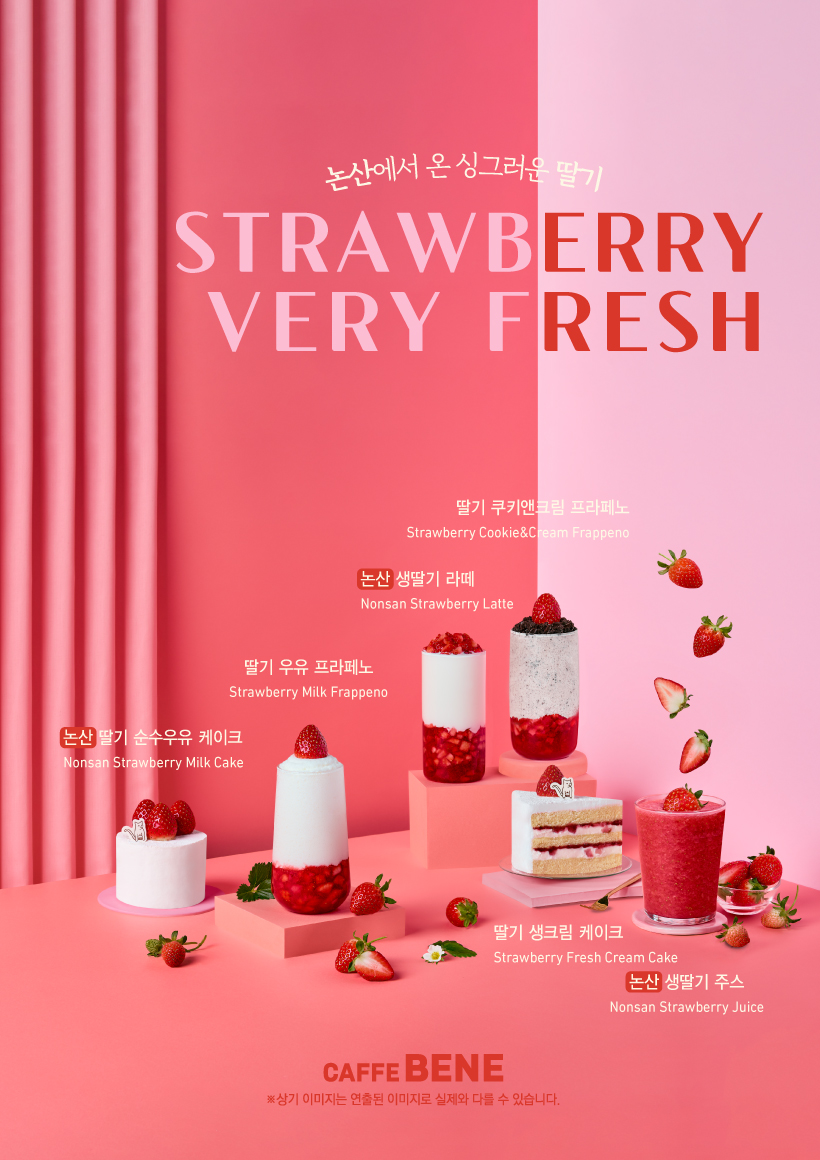 논산에서 온 싱그러운 딸기
STRAWBERRY
VERY FRESH
딸기 쿠키앤크림 프라페노
Strawberry Cookie&Cream Frappeno
논산 생딸기 라떼
Nonsan Strawberry Latte
딸기 우유 프라페노
Strawberry Milk Frappeno
논산 딸기 순수우유 케이크
Nonsan Strawberry Milk Cake
딸기 생크림 케이크
Strawberry Fresh Cream Cake
논산 생딸기 주스
Nonsan Strawberry Juice
CAFFE BENE
※상기 이미지는 연출된 이미지로 실제와 다를 수 있습니다.